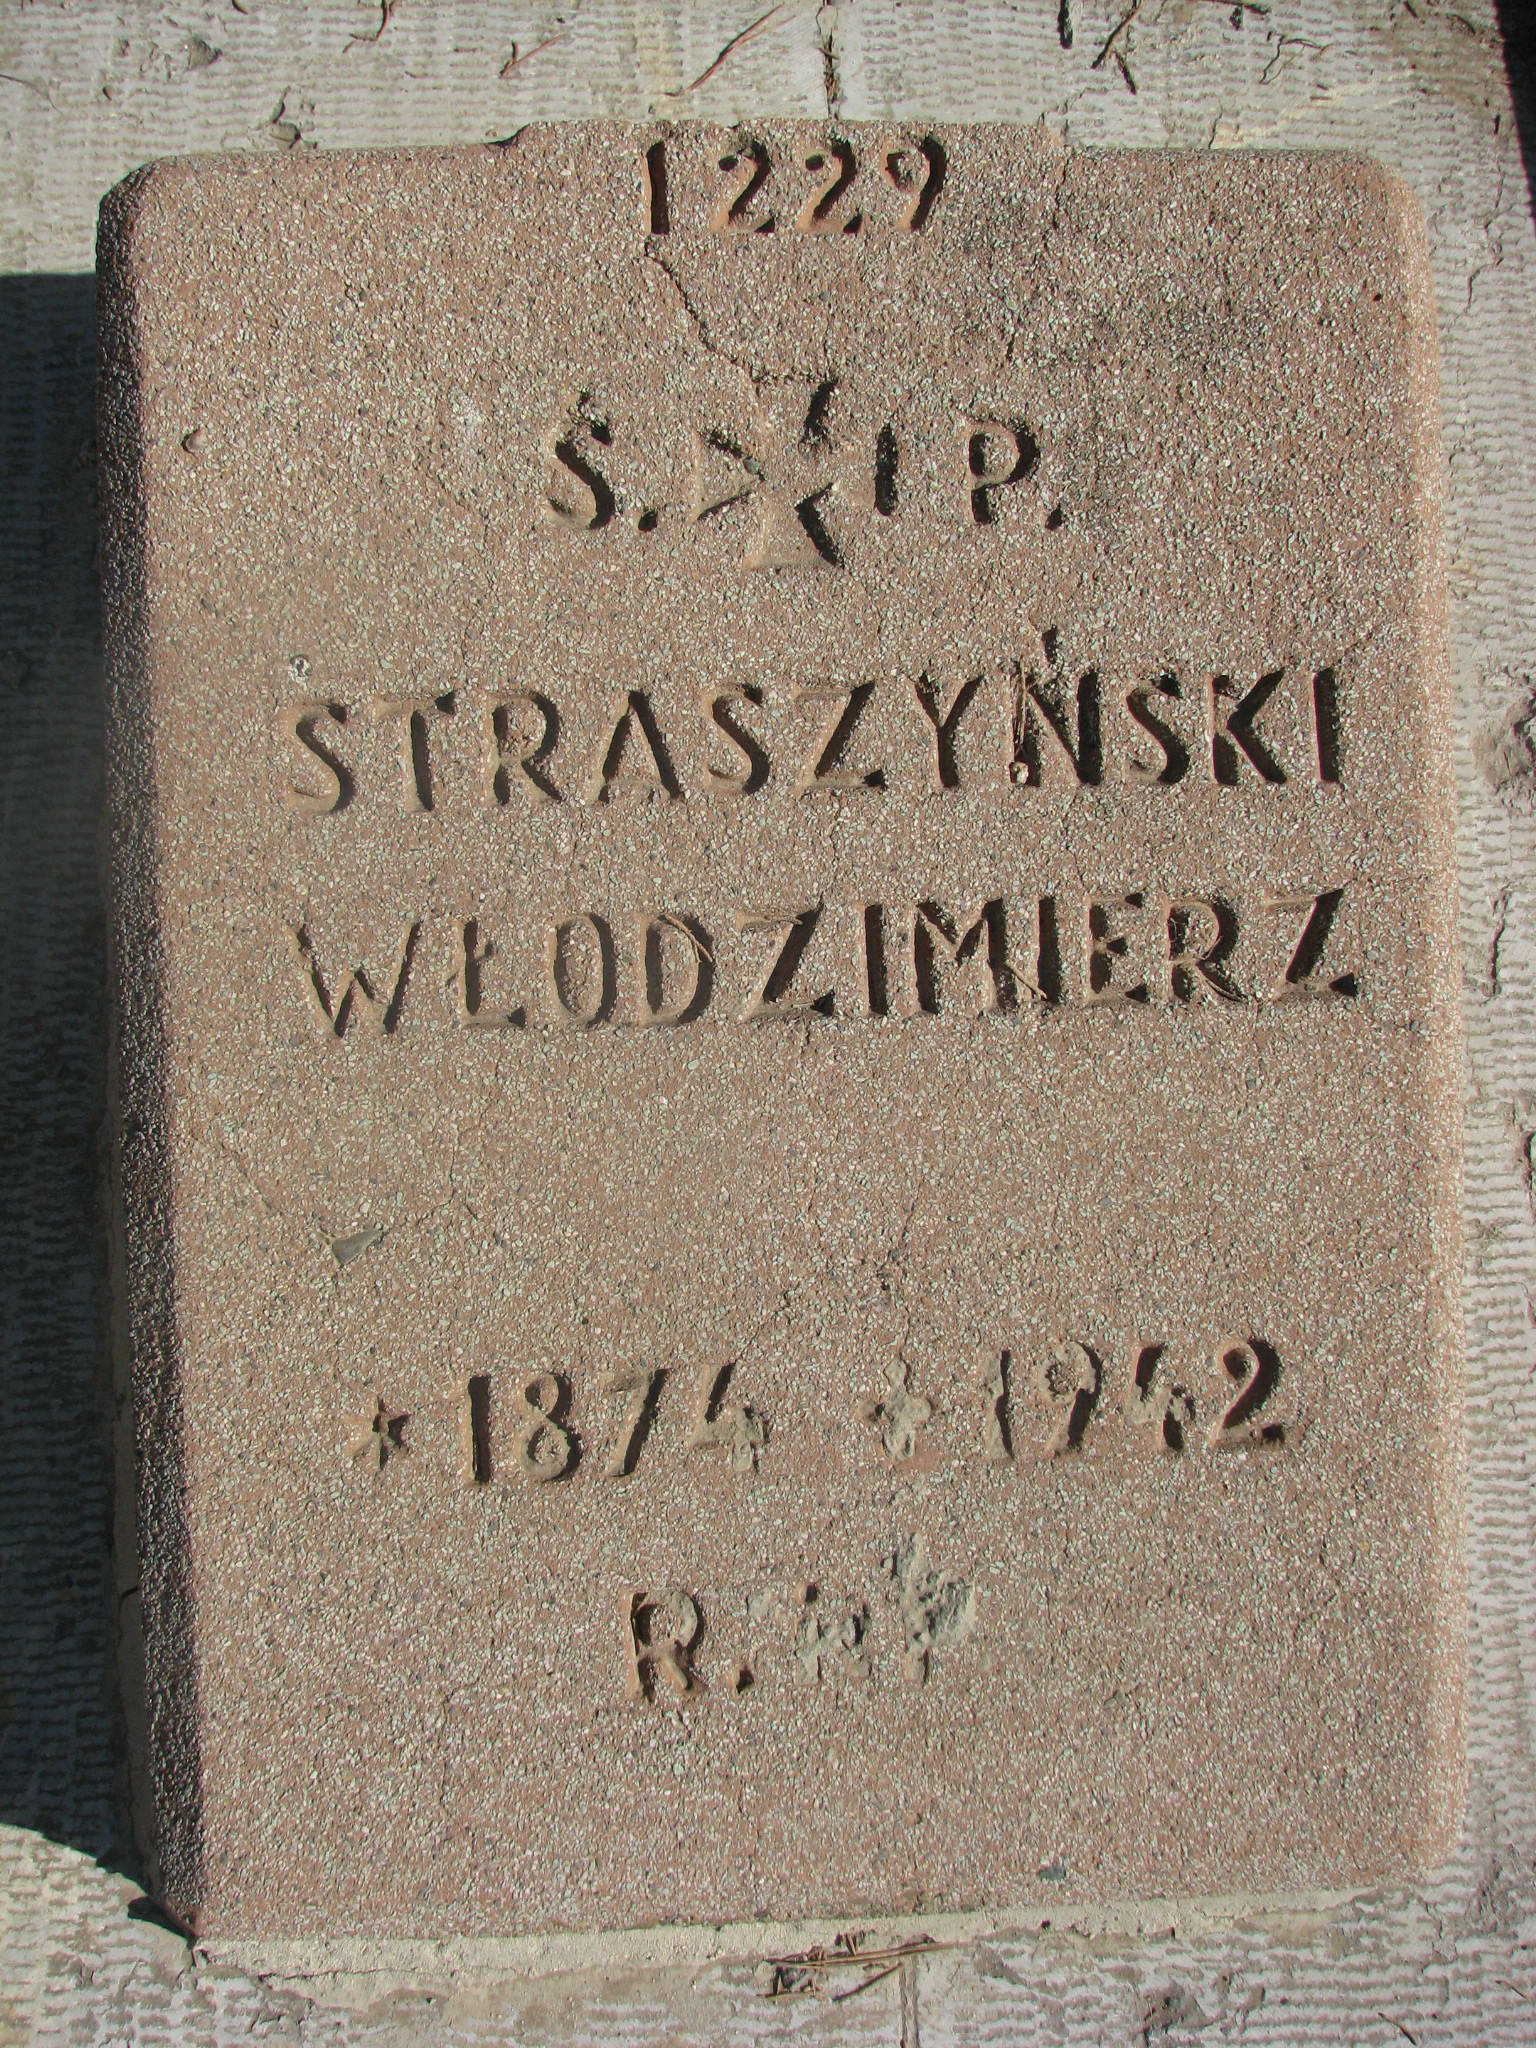 1229
Ś. I P.
STRASZYŃSKI
WŁODZIMIERZ
* 1874 ✝ 1942
R. i P